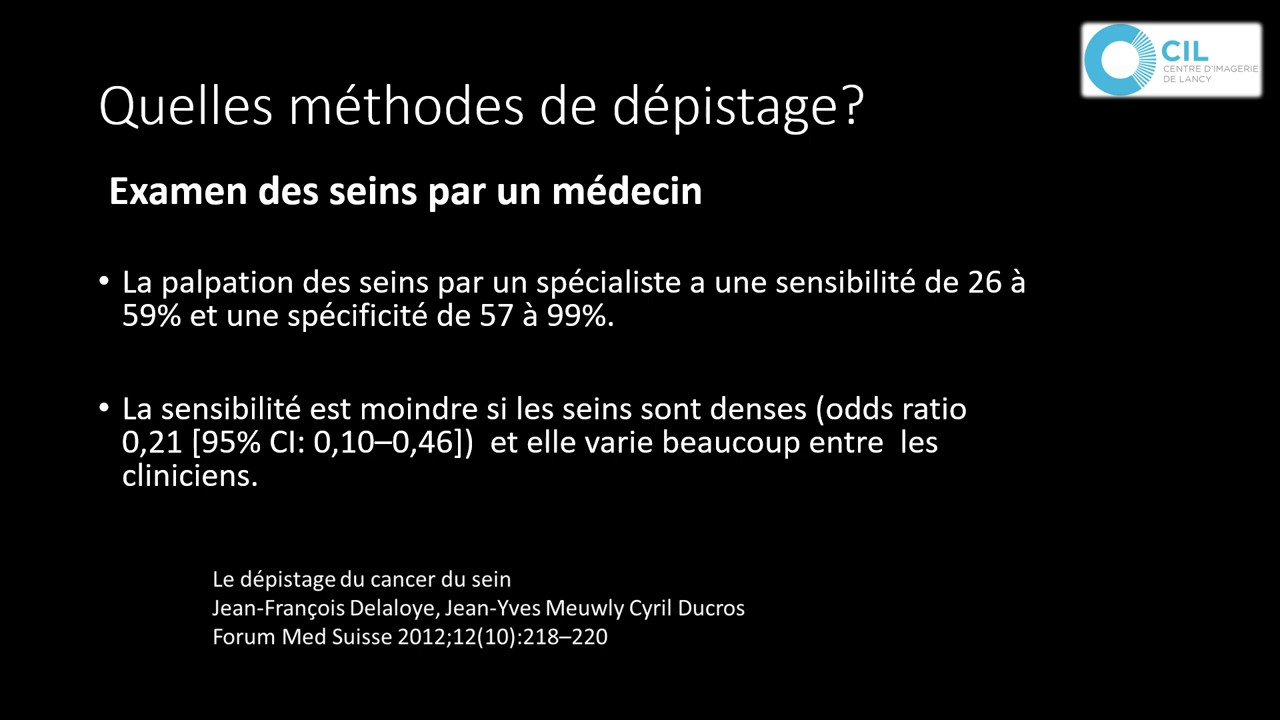 CIL
CENTRE D'IMAGERIE
DE LANCY
Quelles méthodes de dépistage?
Examen des seins par un médecin
• La palpation des seins par un spécialiste a une sensibilité de 26 à
59% et une spécificité de 57 à 99%.
• La sensibilité est moindre si les seins sont denses (odds ratio
0,21 [95% CI: 0,10–0,46])  et elle varie beaucoup entre  les
cliniciens.
Le dépistage du cancer du sein
Jean-François Delaloye, Jean-Yves Meuwly Cyril Ducros
Forum Med Suisse 2012;12(10):218–220